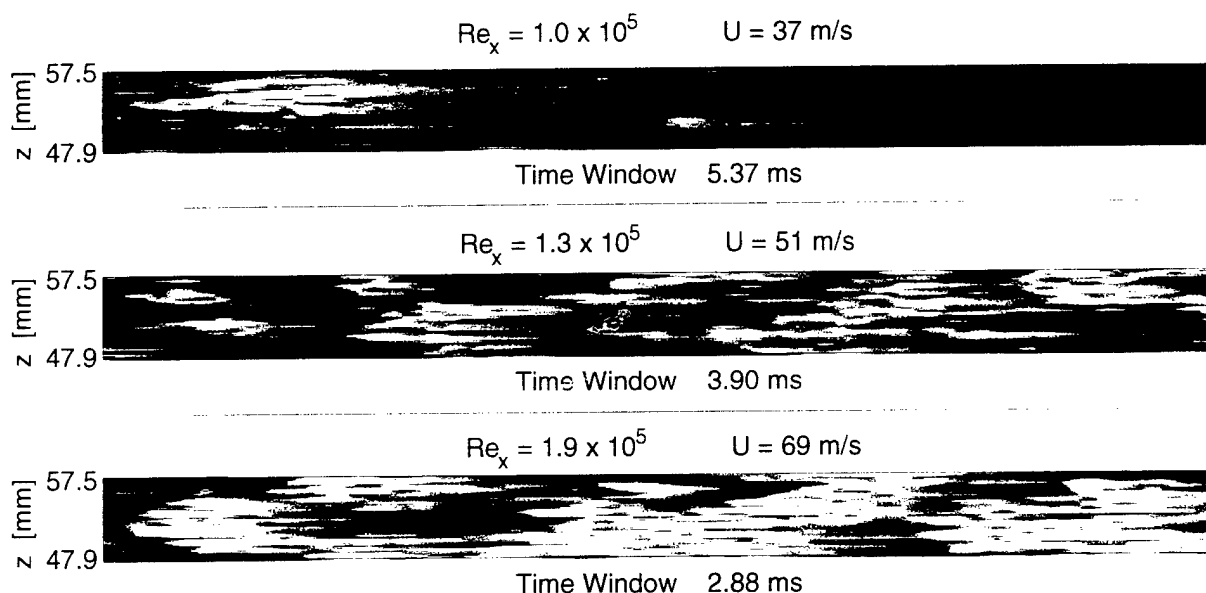 Re_x = 1.0 x 10^5 U = 37 m/s
57.5
z [mm]
47.9
Time Window 5.37 ms
Re_x = 1.3 x 10^5 U = 51 m/s
57.5
z [mm]
47.9
Time Window 3.90 ms
Re_x = 1.9 x 10^5 U = 69 m/s
57.5
z [mm]
47.9
Time Window 2.88 ms